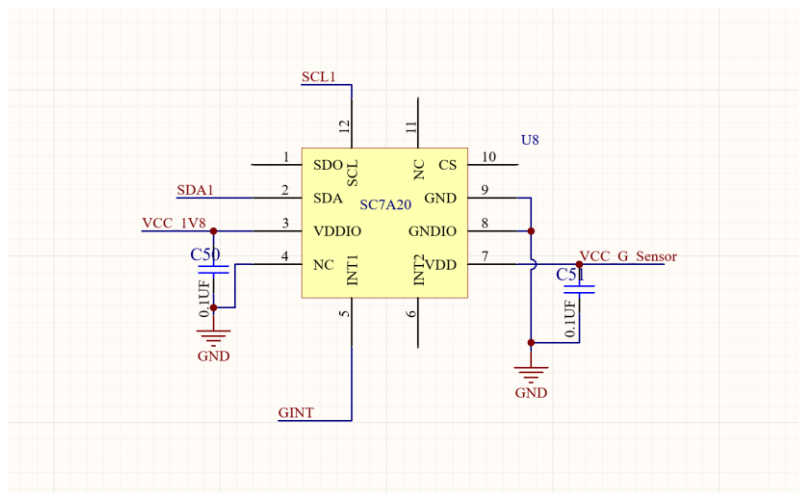 SCL1
12
11
U8
1
SDO
SCL
NC
CS
10
SDA1
2
SDA
SC7A20
GND
9
VCC_1V8
3
VDDIO
GNDIO
8
C50
4
NC
INT1
INT2
VDD
7
VCC_G_Sensor
C51
0.1UF
5
6
0.1UF
GND
GND
GINT